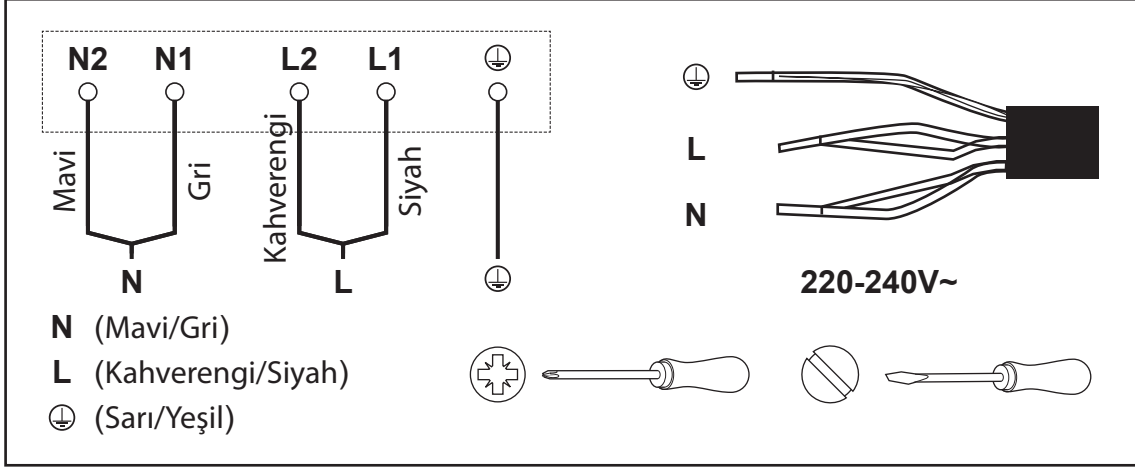 N2 N1 L2 L1
Mavi
Gri
Kahverengi
Siyah
N L
N (Mavi/Gri)
L (Kahverengi/Siyah)
(Sarı/Yeşil)
L
N
220-240V~